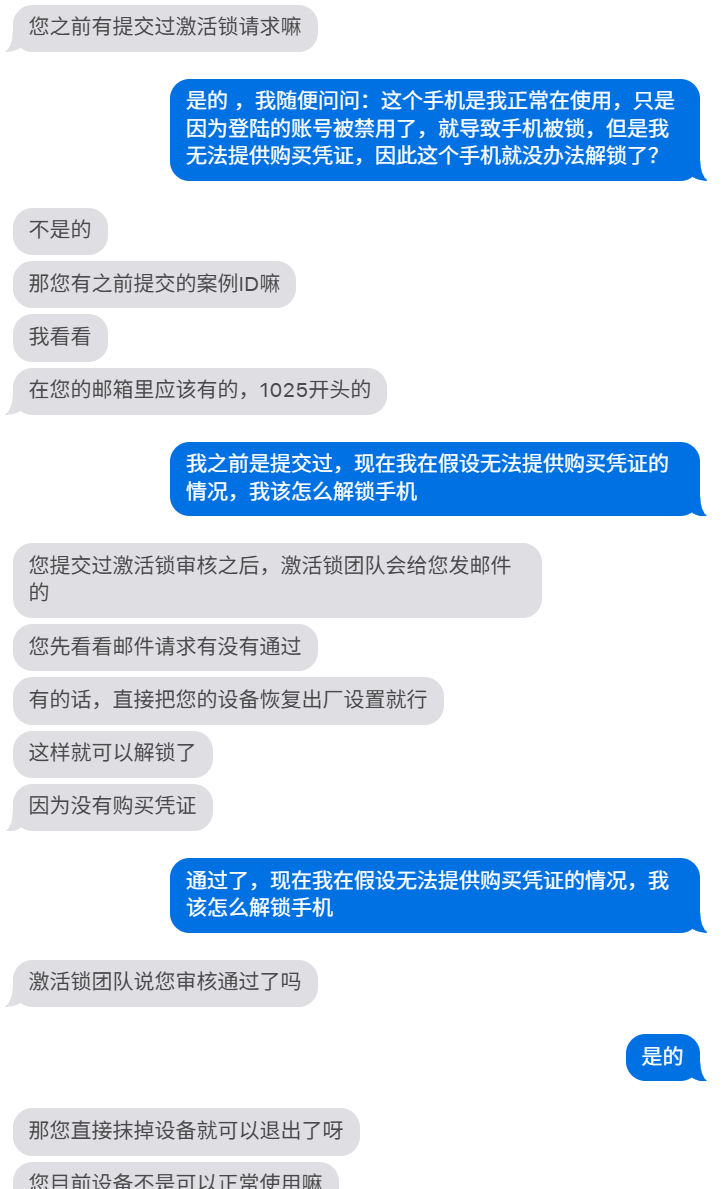 您之前有提交过激活锁请求嘛
是的 ，我随便问问：这个手机是我正常在使用，只是
因为登陆的账号被禁用了，就导致手机被锁，但是我
无法提供购买凭证，因此这个手机就没办法解锁了？
不是的
那您有之前提交的案例ID嘛
我看看
在您的邮箱里应该有的，1025开头的
我之前是提交过，现在我在假设无法提供购买凭证的
情况，我该怎么解锁手机
您提交过激活锁审核之后，激活锁团队会给您发邮件
的
您先看看邮件请求有没有通过
有的话，直接把您的设备恢复出厂设置就行
这样就可以解锁了
因为没有购买凭证
通过了，现在我在假设无法提供购买凭证的情况，我
该怎么解锁手机
激活锁团队说您审核通过了吗
是的
那您直接抹掉设备就可以退出了呀
您目前设备不是可以正常使用嘛